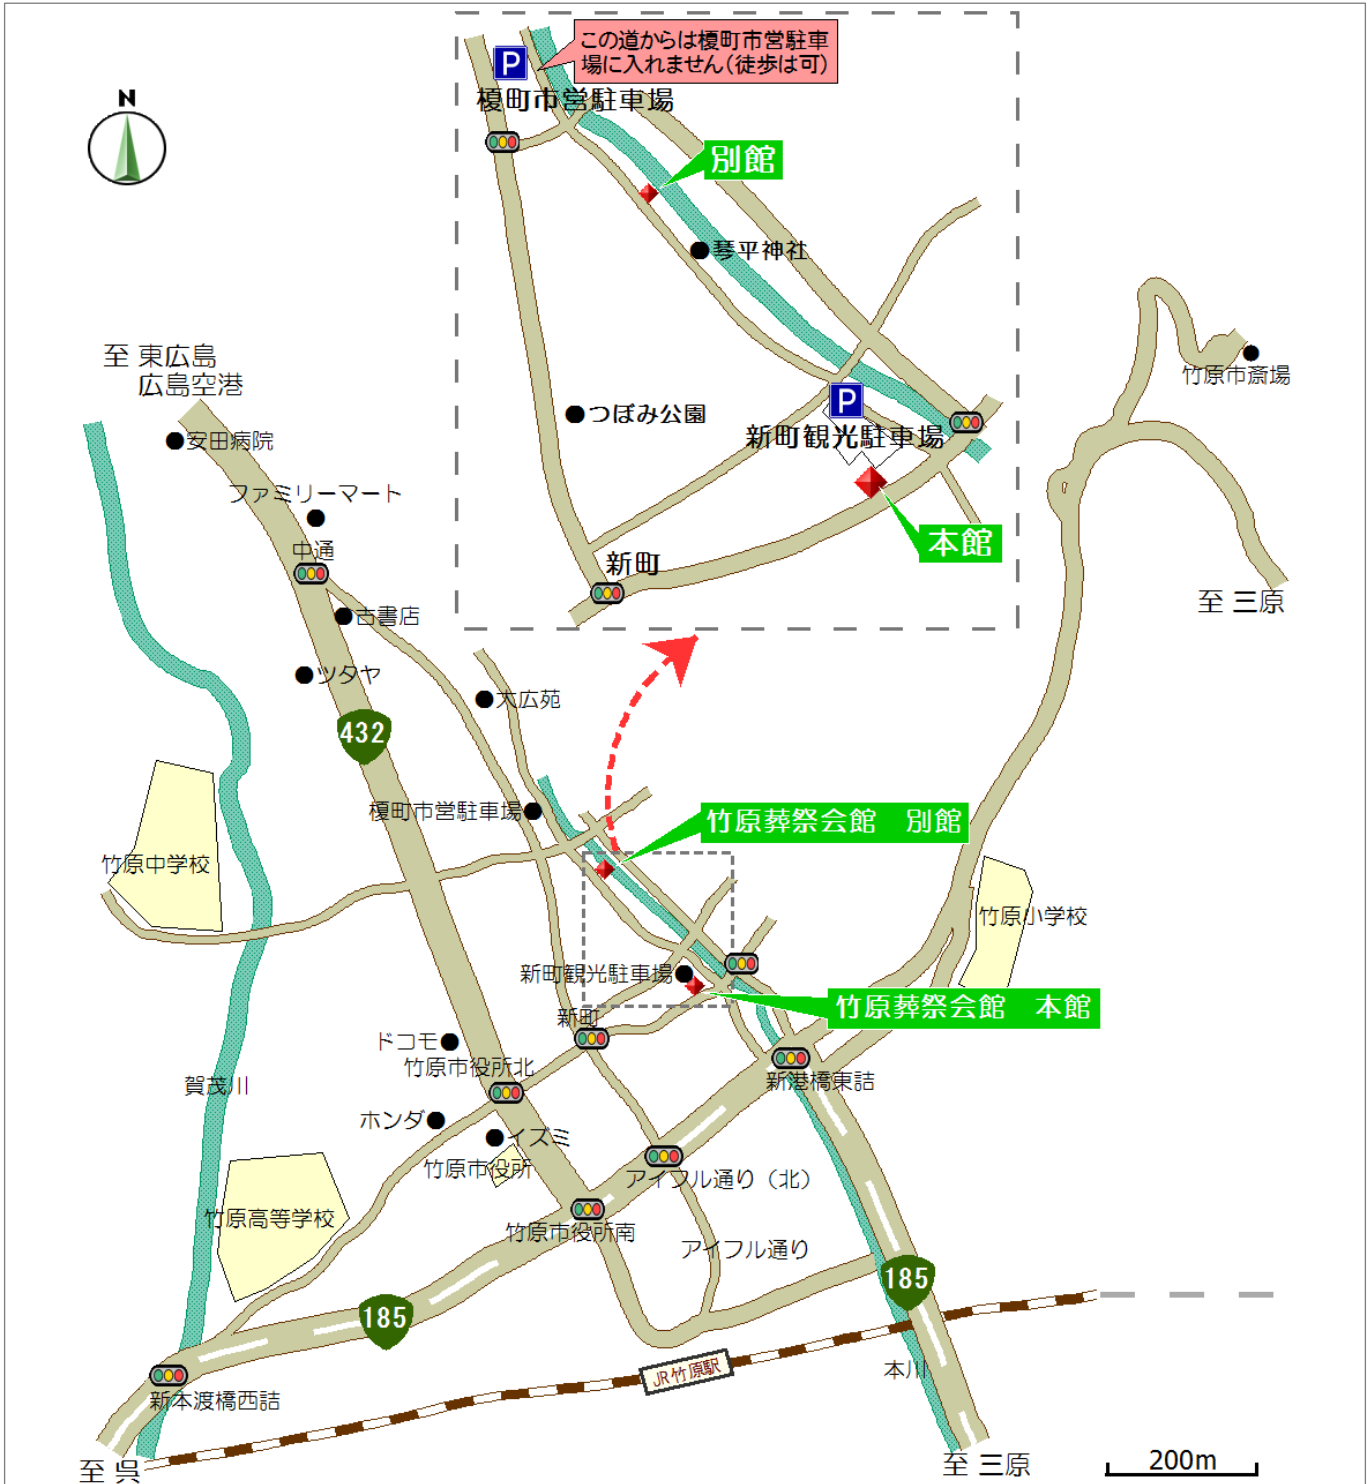 この道からは榎町市営駐車
場に入れません(徒歩は可)
P
榎町市営駐車場
N
別館
琴平神社
P
つぼみ公園
新町観光駐車場
本館
新町
至 東広島
広島空港
安田病院
ファミリーマート
中通
古書店
ツタヤ
大広苑
432
竹原市斎場
至 三原
榎町市営駐車場
竹原葬祭会館 別館
竹原中学校
竹原小学校
新町観光駐車場
竹原葬祭会館 本館
新町
ドコモ
竹原市役所北
新港橋東詰
賀茂川
ホンダ
イズミ
竹原市役所
アイフル通り(北)
竹原高等学校
竹原市役所南
アイフル通り
185
185
JR竹原駅
本川
新本渡橋西詰
至 呉
至 三原
200m